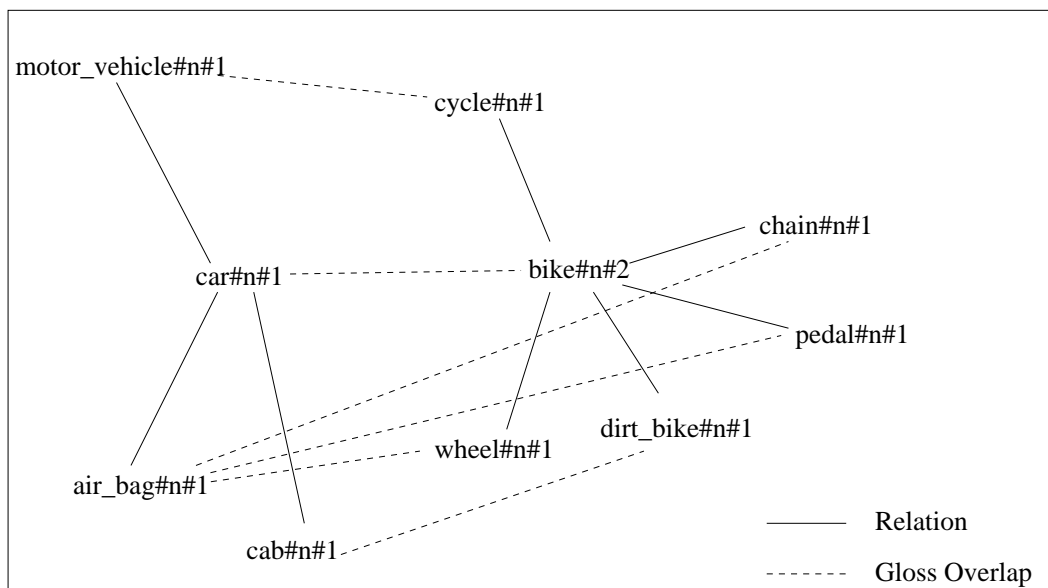 motor_vehicle#n#1
cycle#n#1
chain#n#1
car#n#1
bike#n#2
pedal#n#1
dirt_bike#n#1
wheel#n#1
air_bag#n#1
cab#n#1
Relation
Gloss Overlap